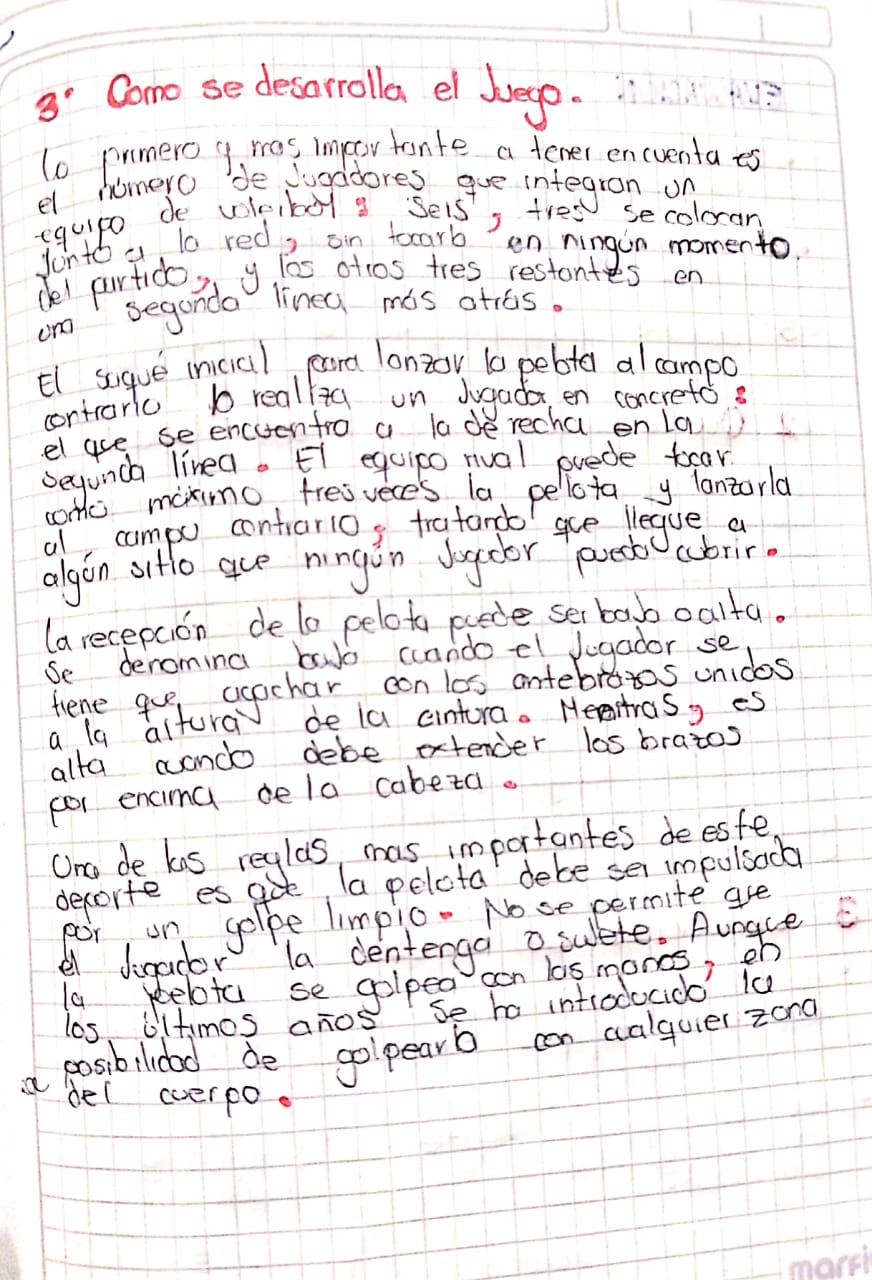 3° Como se desarrolla el Juego.
lo primero y mas importante a tener en cuenta es
el número de Jugadores que integran un
equipo de voleibol: Seis, tres se colocan
Junto a la red, sin tocarlo en ningún momento
del partido, y los otros tres restantes en
una segunda línea más atrás.
El saque inicial para lanzar la pelota al campo
contrario lo realiza un Jugador en concreto:
el que se encuentra a la derecha en La
segunda línea. El equipo rival puede tocar
como máximo tres veces la pelota y lanzarla
al campo contrario, tratando que llegue a
algún sitio que ningún Jugador pueda cubrir.
La recepción de la pelota puede ser bajo o alta.
Se denomina bajo cuando el Jugador se
tiene que agachar con los antebrazos unidos
a la altura de la cintura. Mentras, es
alta cuando debe extender los brazos
por encima de la cabeza.
Una de las reglas mas importantes de este
deporte es que la pelota debe ser impulsada
por un golpe limpio. No se permite que
el Jugador la dentenga o sujete. Aunque
la pelota se golpea con las manos, en
los últimos años se ha introducido la
posibilidad de golpearlo con cualquier zona
del cuerpo.